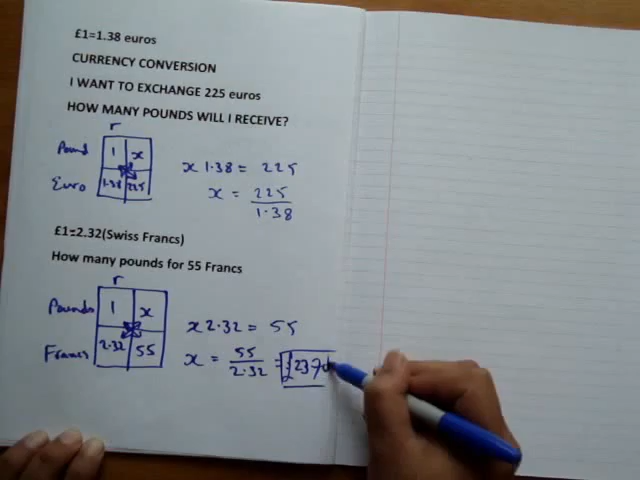 £1=1.38 euros
CURRENCY CONVERSION
I WANT TO EXCHANGE 225 euros
HOW MANY POUNDS WILL I RECEIVE?
r
Pound 1 x
Euro 1.38 225
x 1.38 = 225
x = 225
1.38
£1=2.32(Swiss Francs)
How many pounds for 55 Francs
r
Pounds 1 x
Francs 2.32 55
x 2.32 = 55
x = 55 =
2.32